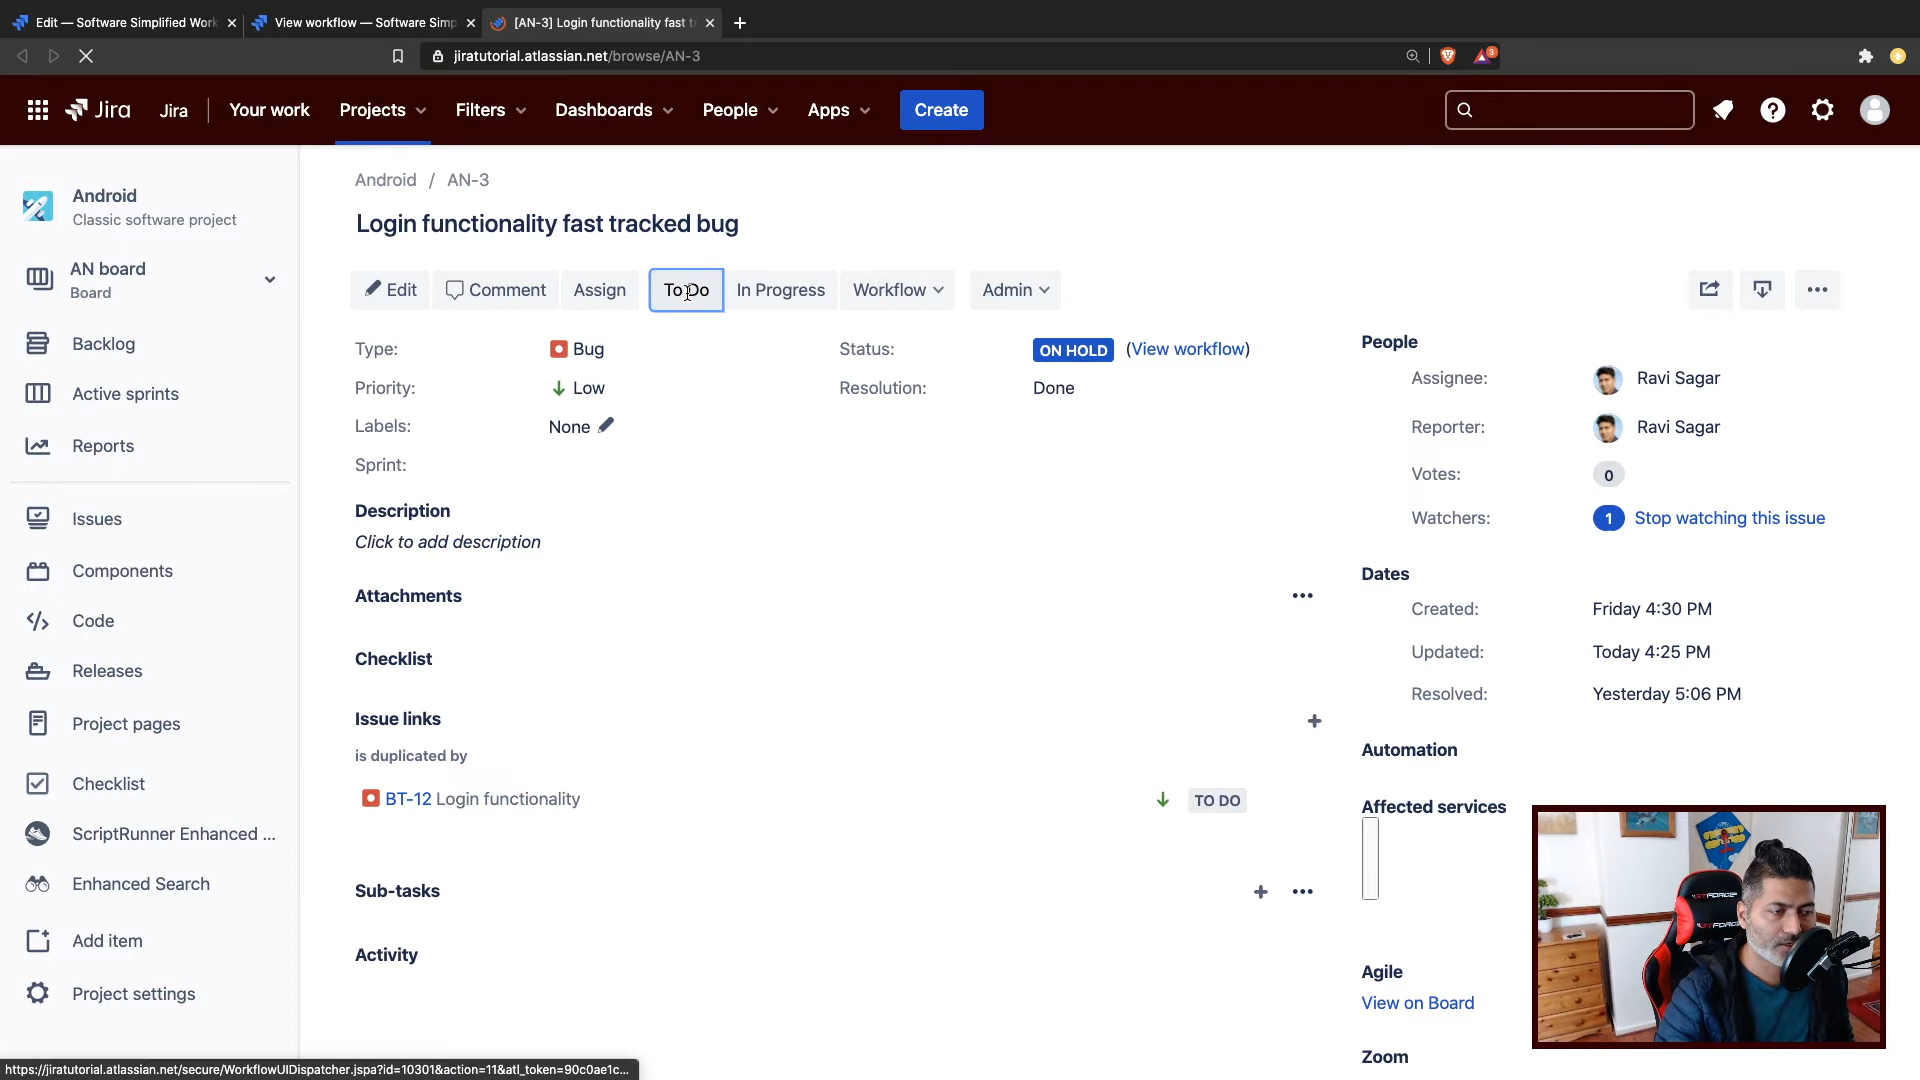 Edit — Software Simplified Work
View workflow — Software Simp
[AN-3] Login functionality fast t
jiratutorial.atlassian.net/browse/AN-3
3
Jira
Jira
Your work
Projects
Filters
Dashboards
People
Apps
Create
Android
Classic software project
AN board
Board
Backlog
Active sprints
Reports
Issues
Components
Code
Releases
Project pages
Checklist
ScriptRunner Enhanced ...
Enhanced Search
Add item
Project settings
Android / AN-3
Login functionality fast tracked bug
Edit
Comment
Assign
To Do
In Progress
Workflow
Admin
Type: Bug
Status: ON HOLD (View workflow)
Priority: Low
Resolution: Done
Labels: None
Sprint:
Description
Click to add description
Attachments
Checklist
Issue links
is duplicated by
BT-12 Login functionality
TO DO
Sub-tasks
Activity
People
Assignee: Ravi Sagar
Reporter: Ravi Sagar
Votes: 0
Watchers: 1 Stop watching this issue
Dates
Created: Friday 4:30 PM
Updated: Today 4:25 PM
Resolved: Yesterday 5:06 PM
Automation
Affected services
Agile
View on Board
Zoom
https://jiratutorial.atlassian.net/secure/WorkflowUIDispatcher.jspa?id=10301&action=11&atl_token=90c0ae1c...